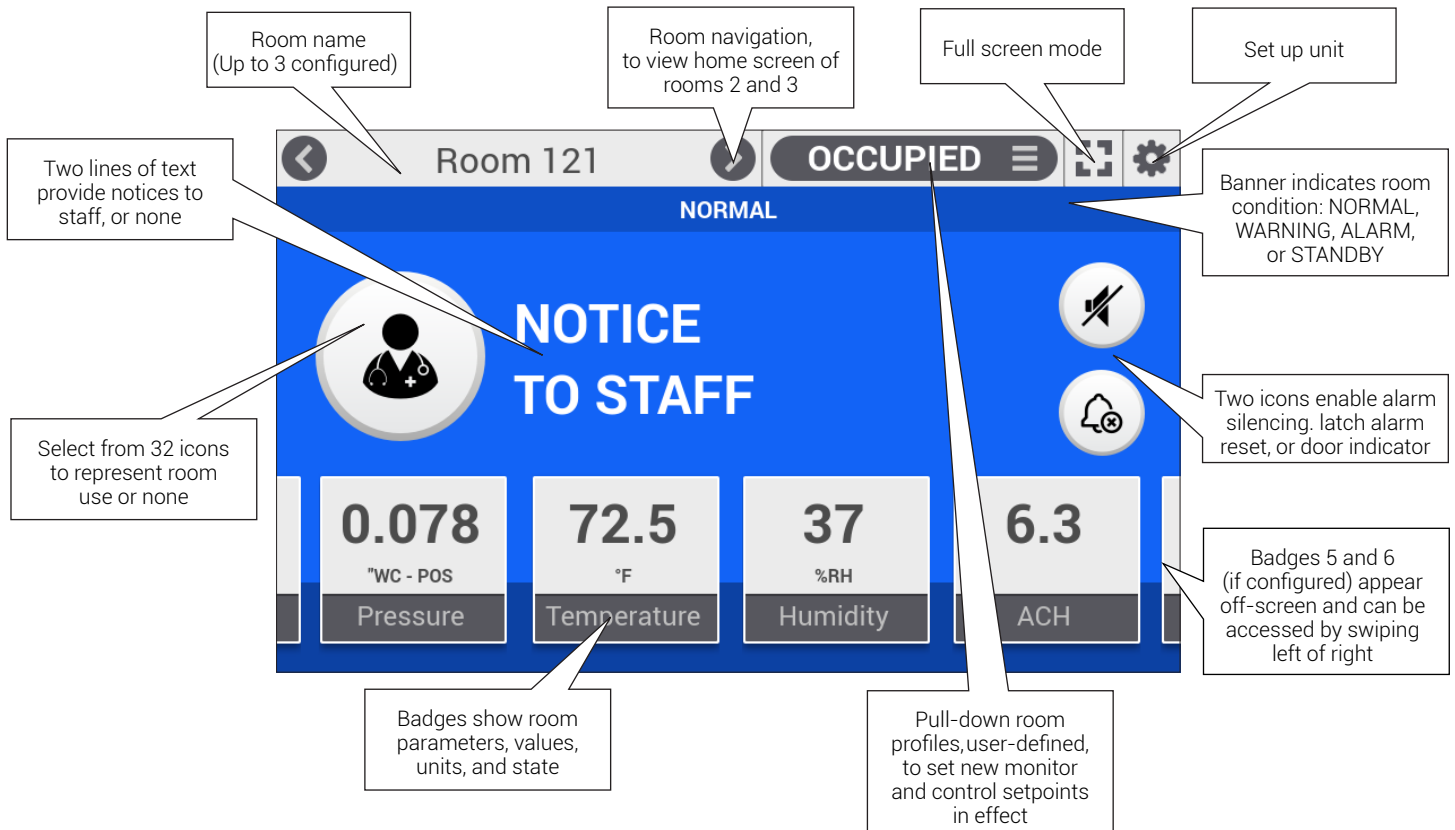 Room name
(Up to 3 configured)
Room navigation,
to view home screen of
rooms 2 and 3
Full screen mode
Set up unit
Two lines of text
provide notices to
staff, or none
Room 121
OCCUPIED
NORMAL
Banner indicates room
condition: NORMAL,
WARNING, ALARM,
or STANDBY
NOTICE
TO STAFF
Select from 32 icons
to represent room
use or none
Two icons enable alarm
silencing. latch alarm
reset, or door indicator
0.078
"WC - POS
Pressure
72.5
°F
Temperature
37
%RH
Humidity
6.3
ACH
Badges 5 and 6
(if configured) appear
off-screen and can be
accessed by swiping
left of right
Badges show room
parameters, values,
units, and state
Pull-down room
profiles,user-defined,
to set new monitor
and control setpoints
in effect